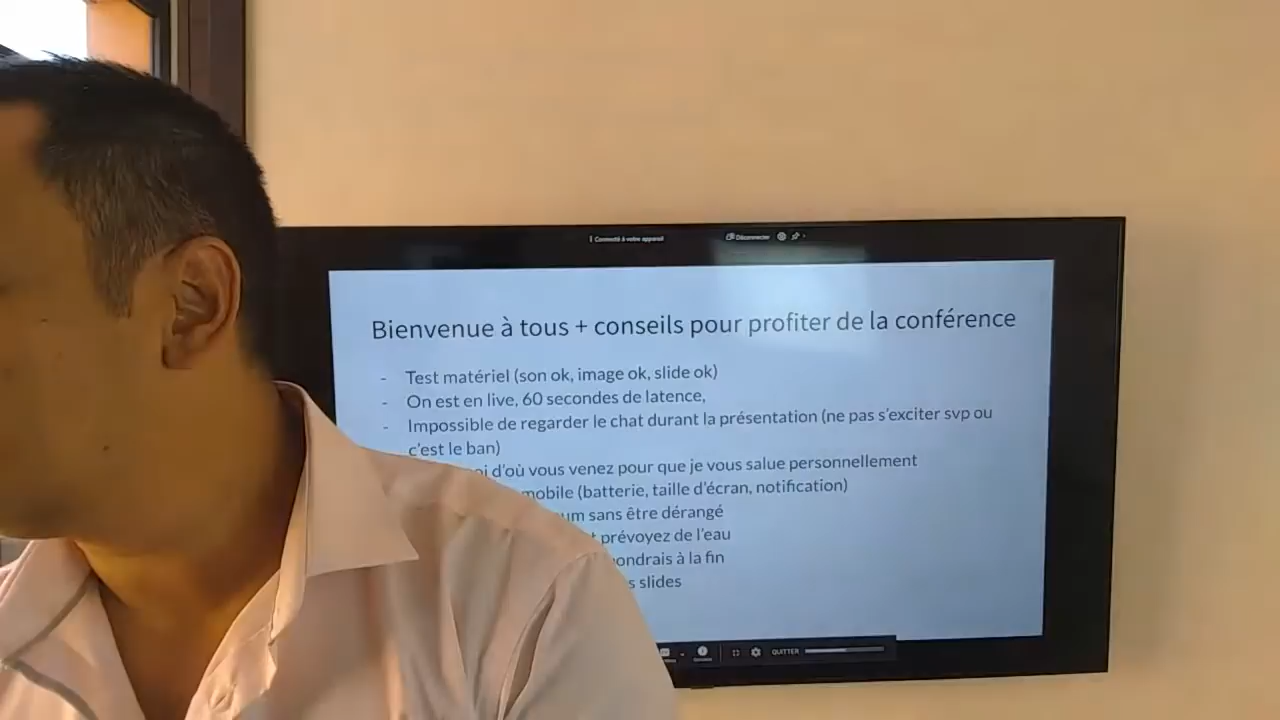 Connecté à votre appareil
Déconnecter
Bienvenue à tous + conseils pour profiter de la conférence
- Test matériel (son ok, image ok, slide ok)
- On est en live, 60 secondes de latence,
- Impossible de regarder le chat durant la présentation (ne pas s'exciter svp ou
c'est le ban)
d'où vous venez pour que je vous salue personnellement
mobile (batterie, taille d'écran, notification)
sans être dérangé
prévoyez de l'eau
à la fin
slides
QUITTER